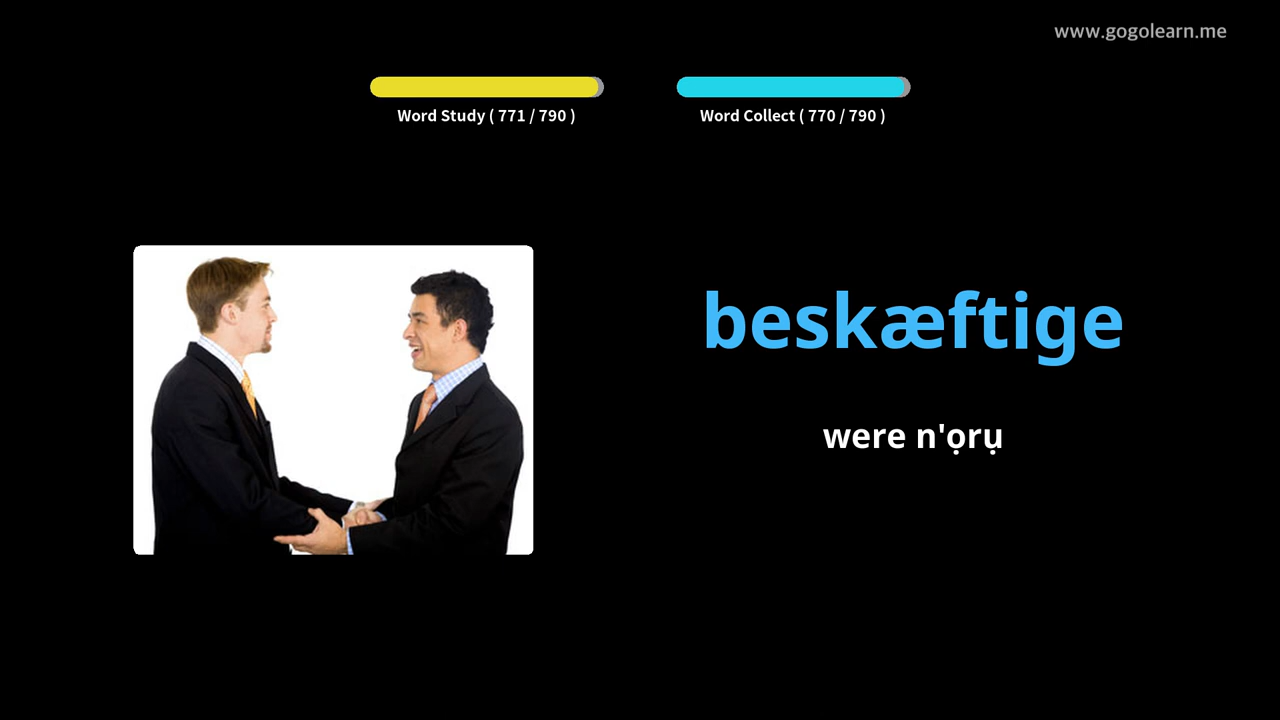 www.gogolearn.me
Word Study ( 771 / 790 )
Word Collect ( 770 / 790 )
beskæftige
were n'ọrụ